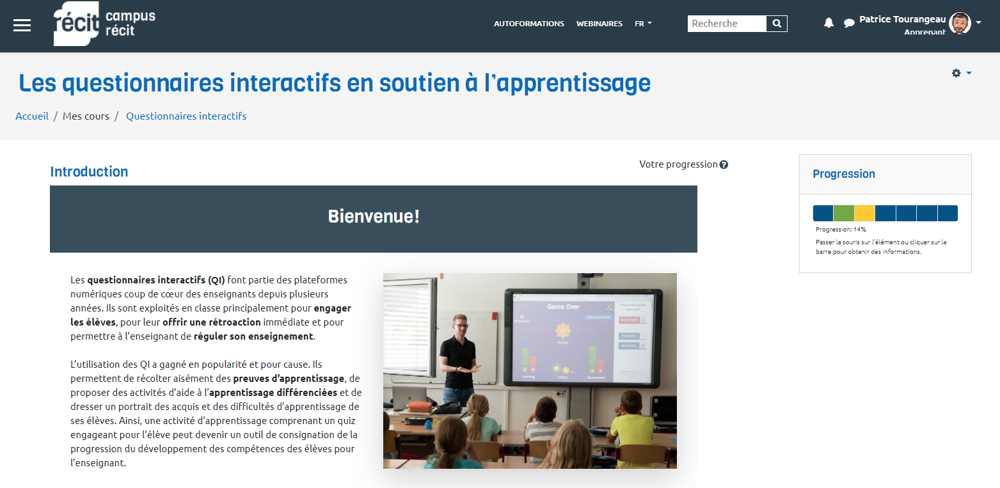 récit campus
récit
AUTOFORMATIONS WEBINAIRES FR
Recherche
Patrice Tourangeau
Apprenant
Les questionnaires interactifs en soutien à l'apprentissage
Accueil / Mes cours / Questionnaires interactifs
Introduction
Votre progression
Bienvenue!
Les questionnaires interactifs (QI) font partie des plateformes
numériques coup de cœur des enseignants depuis plusieurs
années. Ils sont exploités en classe principalement pour engager
les élèves, pour leur offrir une rétroaction immédiate et pour
permettre à l'enseignant de réguler son enseignement.
L'utilisation des QI a gagné en popularité et pour cause. Ils
permettent de récolter aisément des preuves d'apprentissage, de
proposer des activités d'aide à l'apprentissage différenciées et de
dresser un portrait des acquis et des difficultés d'apprentissage de
ses élèves. Ainsi, une activité d'apprentissage comprenant un quiz
engageant pour l'élève peut devenir un outil de consignation de la
progression du développement des compétences des élèves pour
l'enseignant.
Game Over
Learning
Progression
Progression: 14%
Passer la souris sur l'élément ou cliquer sur la
barre pour obtenir des informations.